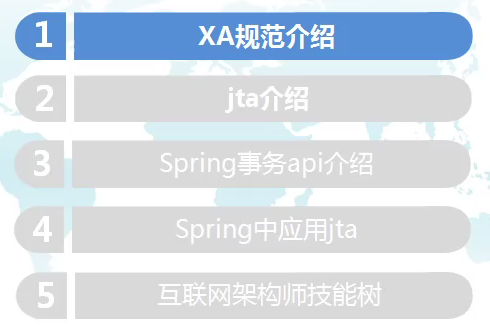 1 XA规范介绍
2 jta介绍
3 Spring事务api介绍
4 Spring中应用jta
5 互联网架构师技能树